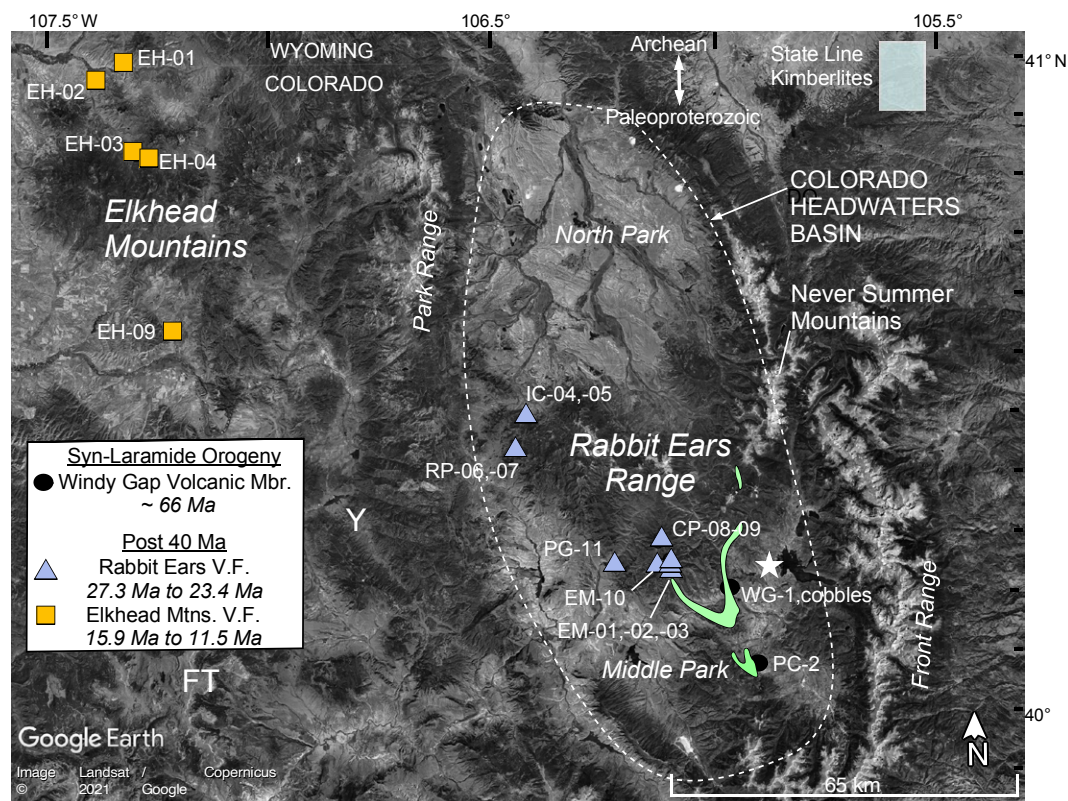 107.5° W
106.5°
105.5°
WYOMING
COLORADO
Archean
Paleoproterozoic
State Line
Kimberlites
41° N
EH-01
EH-02
EH-03
EH-04
Elkhead
Mountains
EH-09
Park Range
North Park
COLORADO
HEADWATERS
BASIN
Never Summer
Mountains
IC-04,-05
RP-06,-07
Rabbit Ears
Range
CP-08-09
PG-11
EM-10
EM-01,-02,-03
WG-1,cobbles
Middle Park
PC-2
Front Range
Y
FT
Syn-Laramide Orogeny
Windy Gap Volcanic Mbr.
~ 66 Ma
Post 40 Ma
Rabbit Ears V.F.
27.3 Ma to 23.4 Ma
Elkhead Mtns. V.F.
15.9 Ma to 11.5 Ma
40°
N
65 km
Google Earth
Image Landsat / Copernicus
© 2021 Google